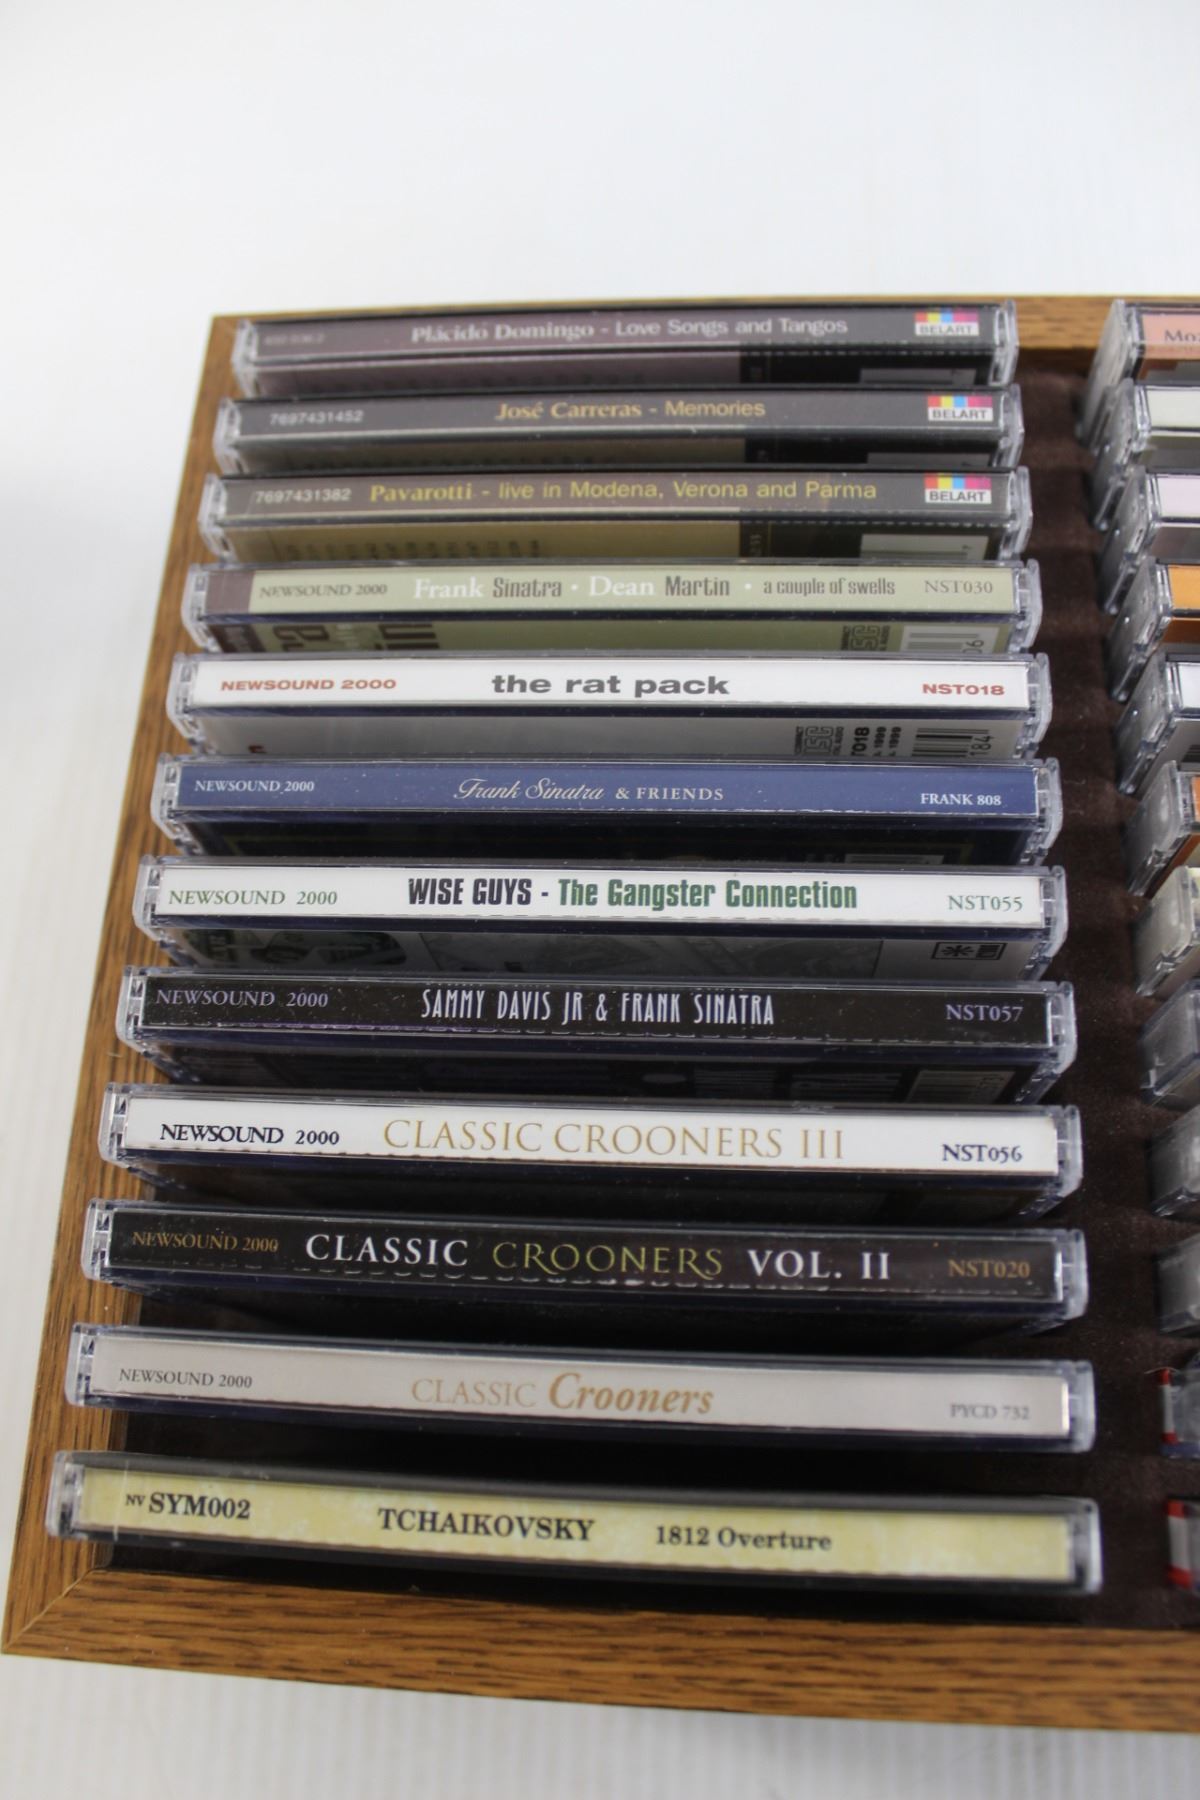 Plácido Domingo - Love Songs and Tangos BELART
7697431452 José Carreras - Memories BELART
7697431382 Pavarotti - live in Modena, Verona and Parma BELART
NEWSOUND 2000 Frank Sinatra · Dean Martin · a couple of swells NST030
NEWSOUND 2000 the rat pack NST018
NEWSOUND 2000 Frank Sinatra & FRIENDS FRANK 808
NEWSOUND 2000 WISE GUYS - The Gangster Connection NST055
NEWSOUND 2000 SAMMY DAVIS JR & FRANK SINATRA NST057
NEWSOUND 2000 CLASSIC CROONERS III NST056
NEWSOUND 2000 CLASSIC CROONERS VOL. II NST020
NEWSOUND 2000 CLASSIC Crooners PYCD 732
NV SYM002 TCHAIKOVSKY 1812 Overture